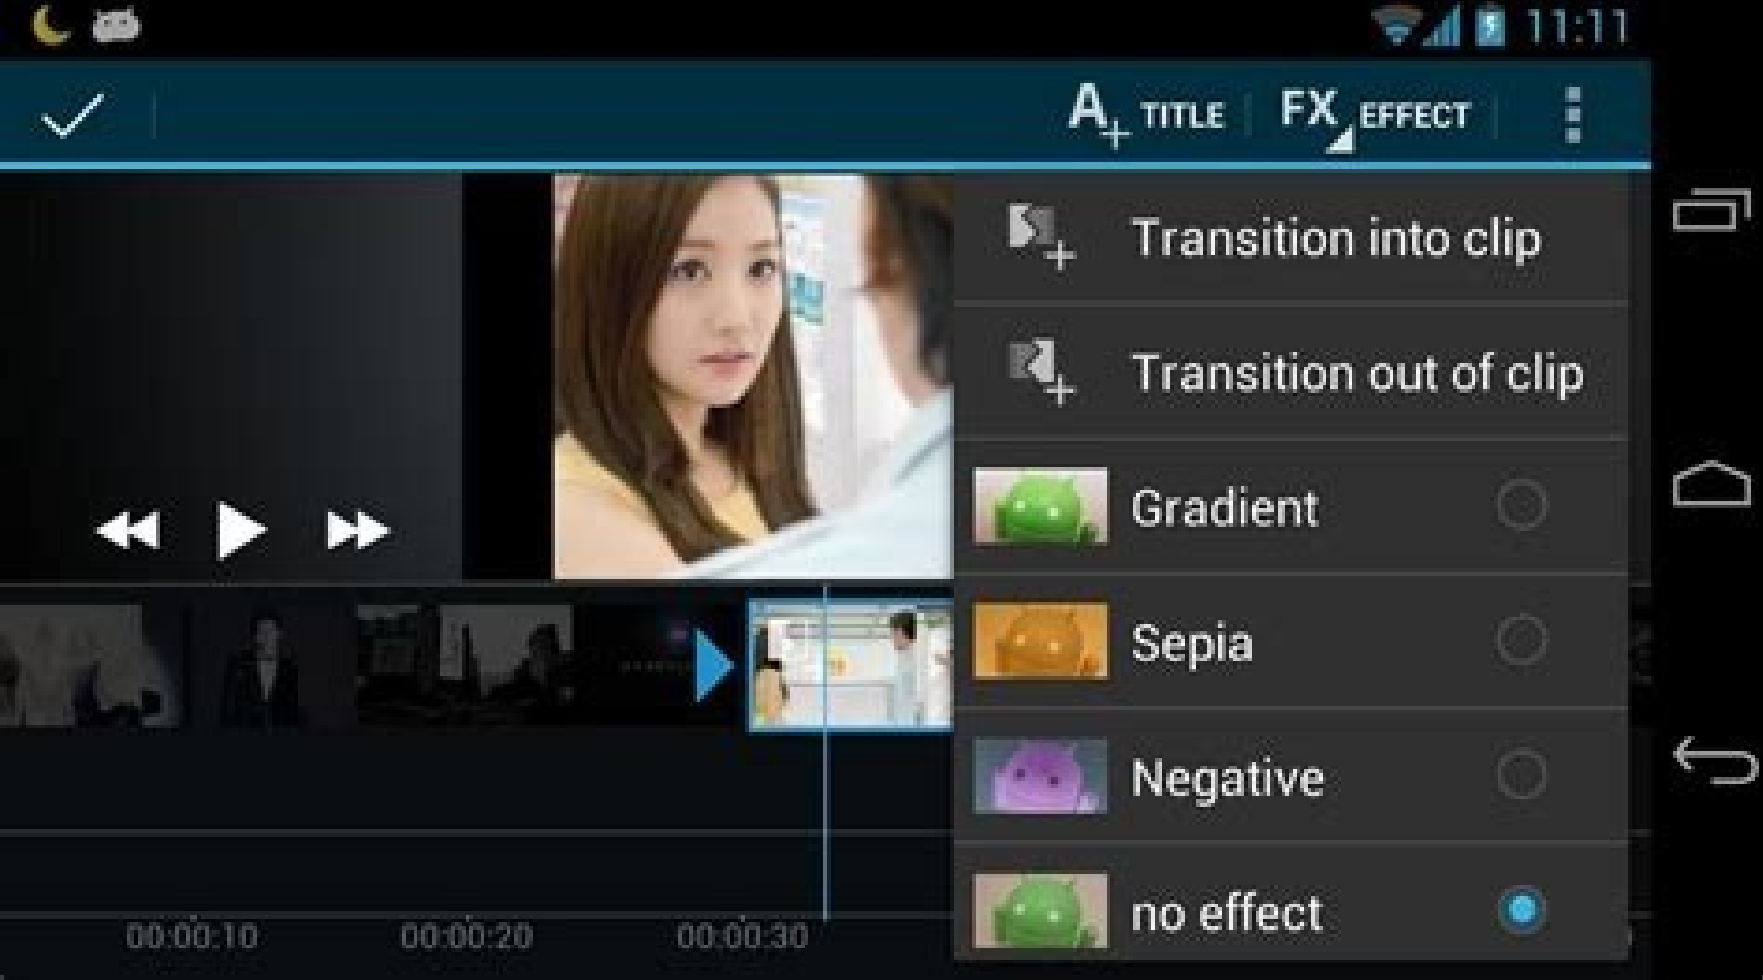 11:11
A+ TITLE
FX EFFECT
Transition into clip
Transition out of clip
Gradient
Sepia
Negative
no effect
00:00:10 00:00:20 00:00:30